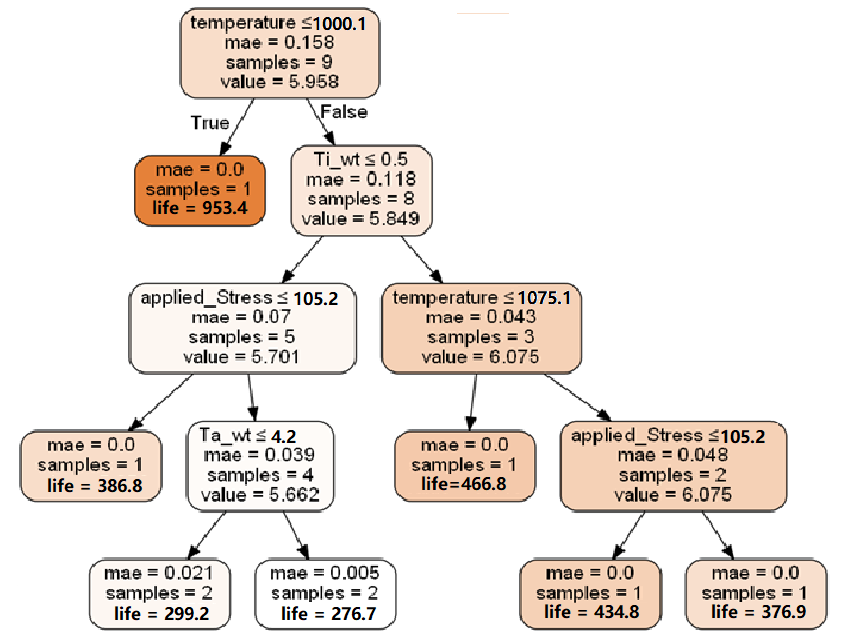 temperature ≤1000.1
mae = 0.158
samples = 9
value = 5.958
True
False
mae = 0.0
samples = 1
life = 953.4
Ti_wt ≤ 0.5
mae = 0.118
samples = 8
value = 5.849
applied_Stress ≤ 105.2
mae = 0.07
samples = 5
value = 5.701
temperature ≤ 1075.1
mae = 0.043
samples = 3
value = 6.075
mae = 0.0
samples = 1
life = 386.8
Ta_wt ≤ 4.2
mae = 0.039
samples = 4
value = 5.662
mae = 0.0
samples = 1
life=466.8
applied_Stress ≤105.2
mae = 0.048
samples = 2
value = 6.075
mae = 0.021
samples = 2
life = 299.2
mae = 0.005
samples = 2
life = 276.7
mae = 0.0
samples = 1
life = 434.8
mae = 0.0
samples = 1
life = 376.9